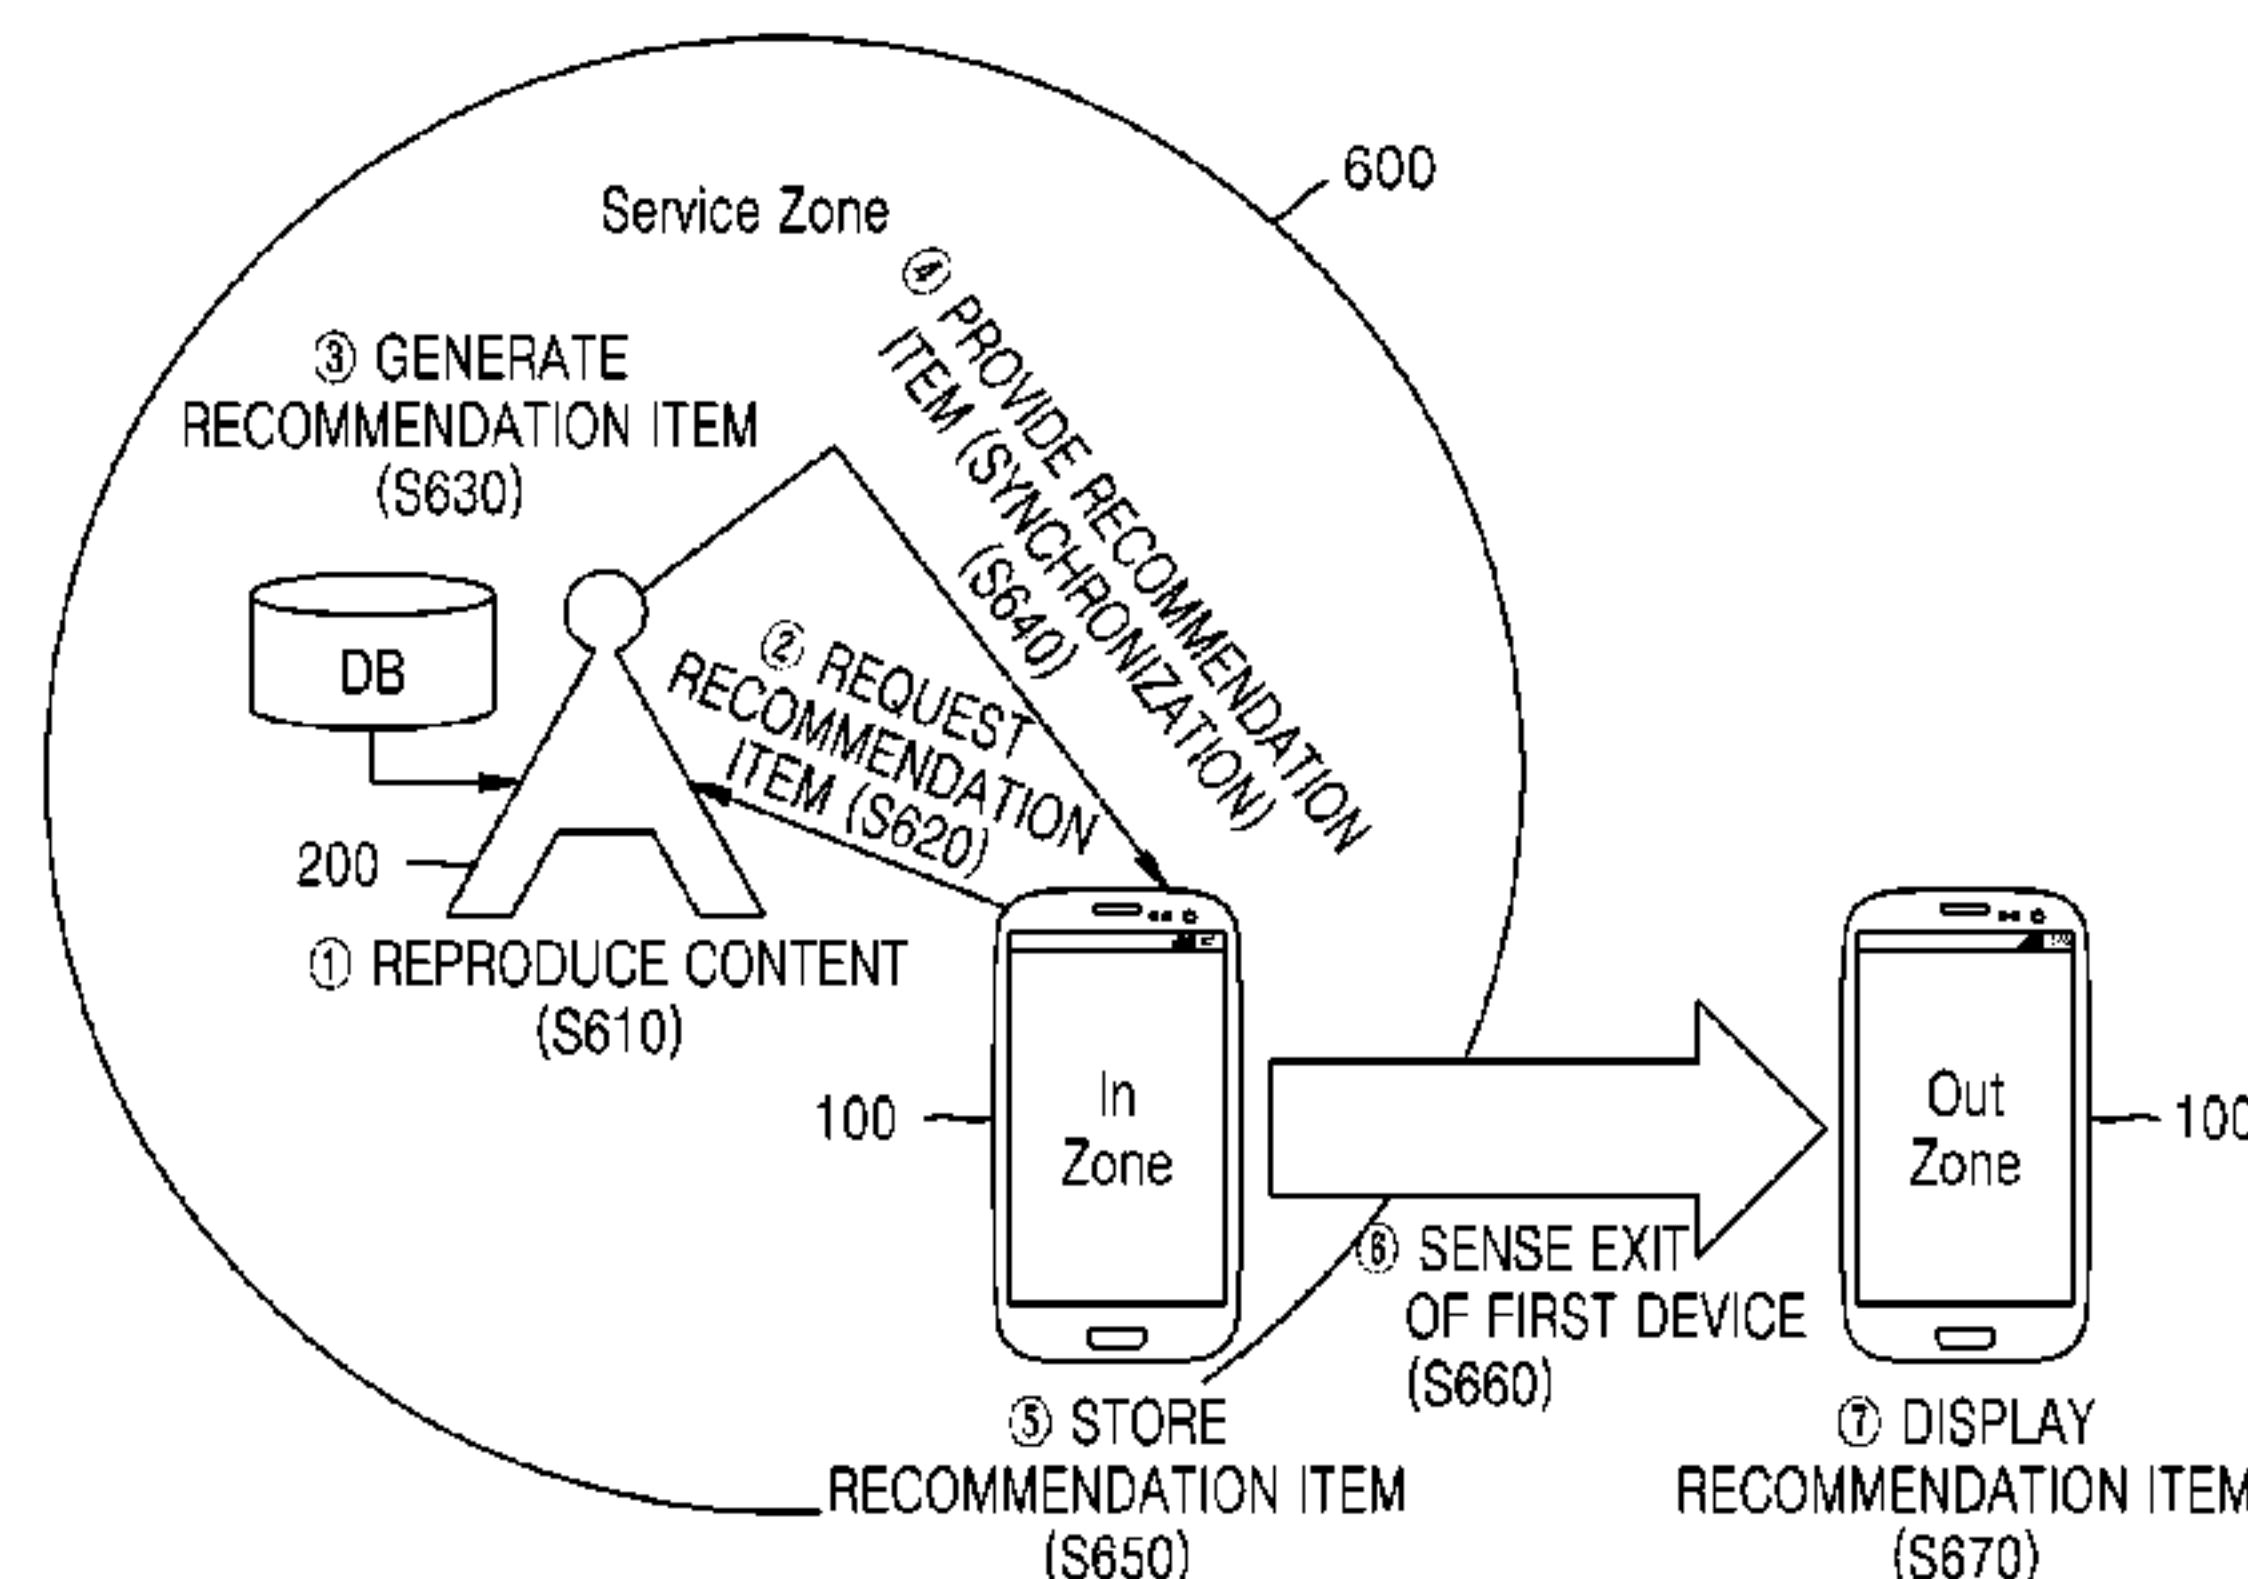 600
Service Zone
④ PROVIDE RECOMMENDATION
ITEM (SYNCHRONIZATION)
(S640)
③ GENERATE
RECOMMENDATION ITEM
(S630)
DB
② REQUEST
RECOMMENDATION
ITEM (S620)
200
① REPRODUCE CONTENT
(S610)
100
In
Zone
Out
Zone
100
⑥ SENSE EXIT
OF FIRST DEVICE
(S660)
⑤ STORE
RECOMMENDATION ITEM
(S650)
⑦ DISPLAY
RECOMMENDATION ITEM
(S670)